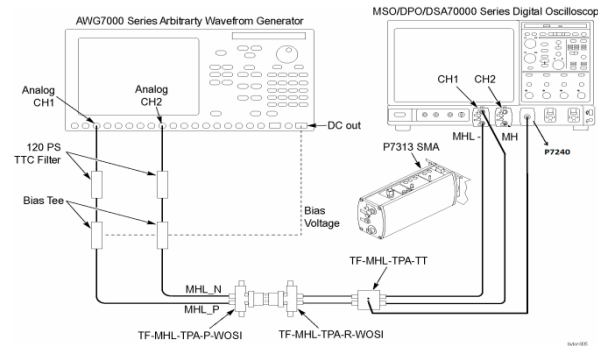 AWG7000 Series Arbitrarty Wavefrom Generator
MSO/DPO/DSA70000 Series Digital Oscilloscope
Analog
CH1
Analog
CH2
DC out
CH1
CH2
MHL -
MH
P7240
120 PS
TTC Filter
P7313 SMA
Bias Tee
Bias
Voltage
TF-MHL-TPA-TT
MHL_N
MHL_P
TF-MHL-TPA-P-WOSI
TF-MHL-TPA-R-WOSI